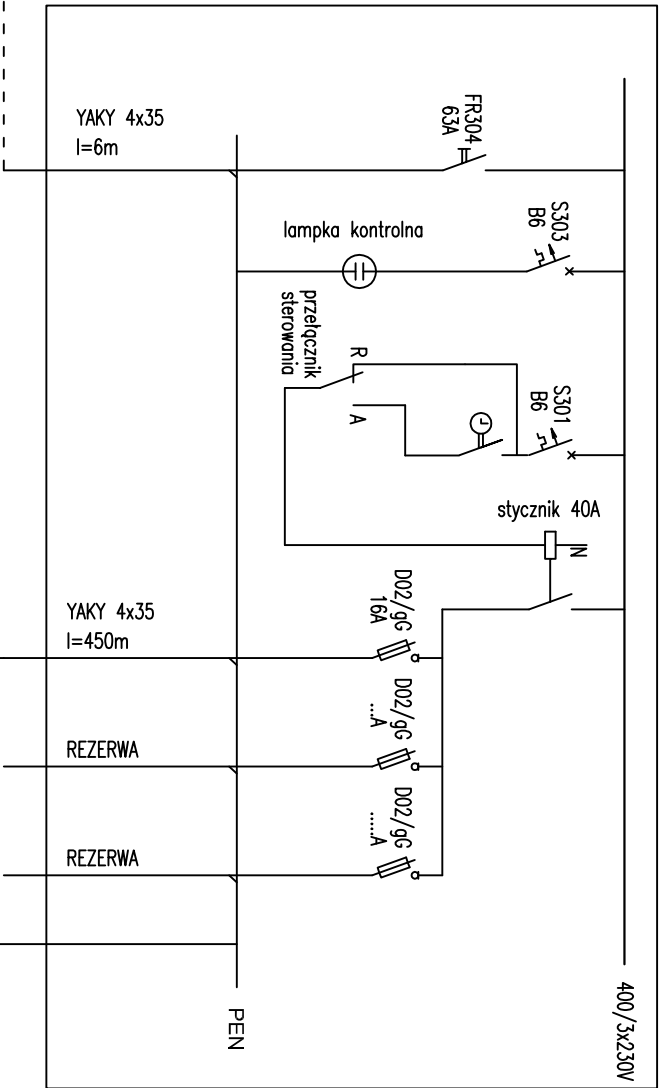 YAKY 4x35
l=6m
FR304
63A
lampka kontrolna
S303
B6
przełącznik
sterowania
R
A
S301
B6
stycznik 40A
N
YAKY 4x35
l=450m
D02/gG
16A
D02/gG
...A
D02/gG
......A
REZERWA
REZERWA
PEN
400/3x230V